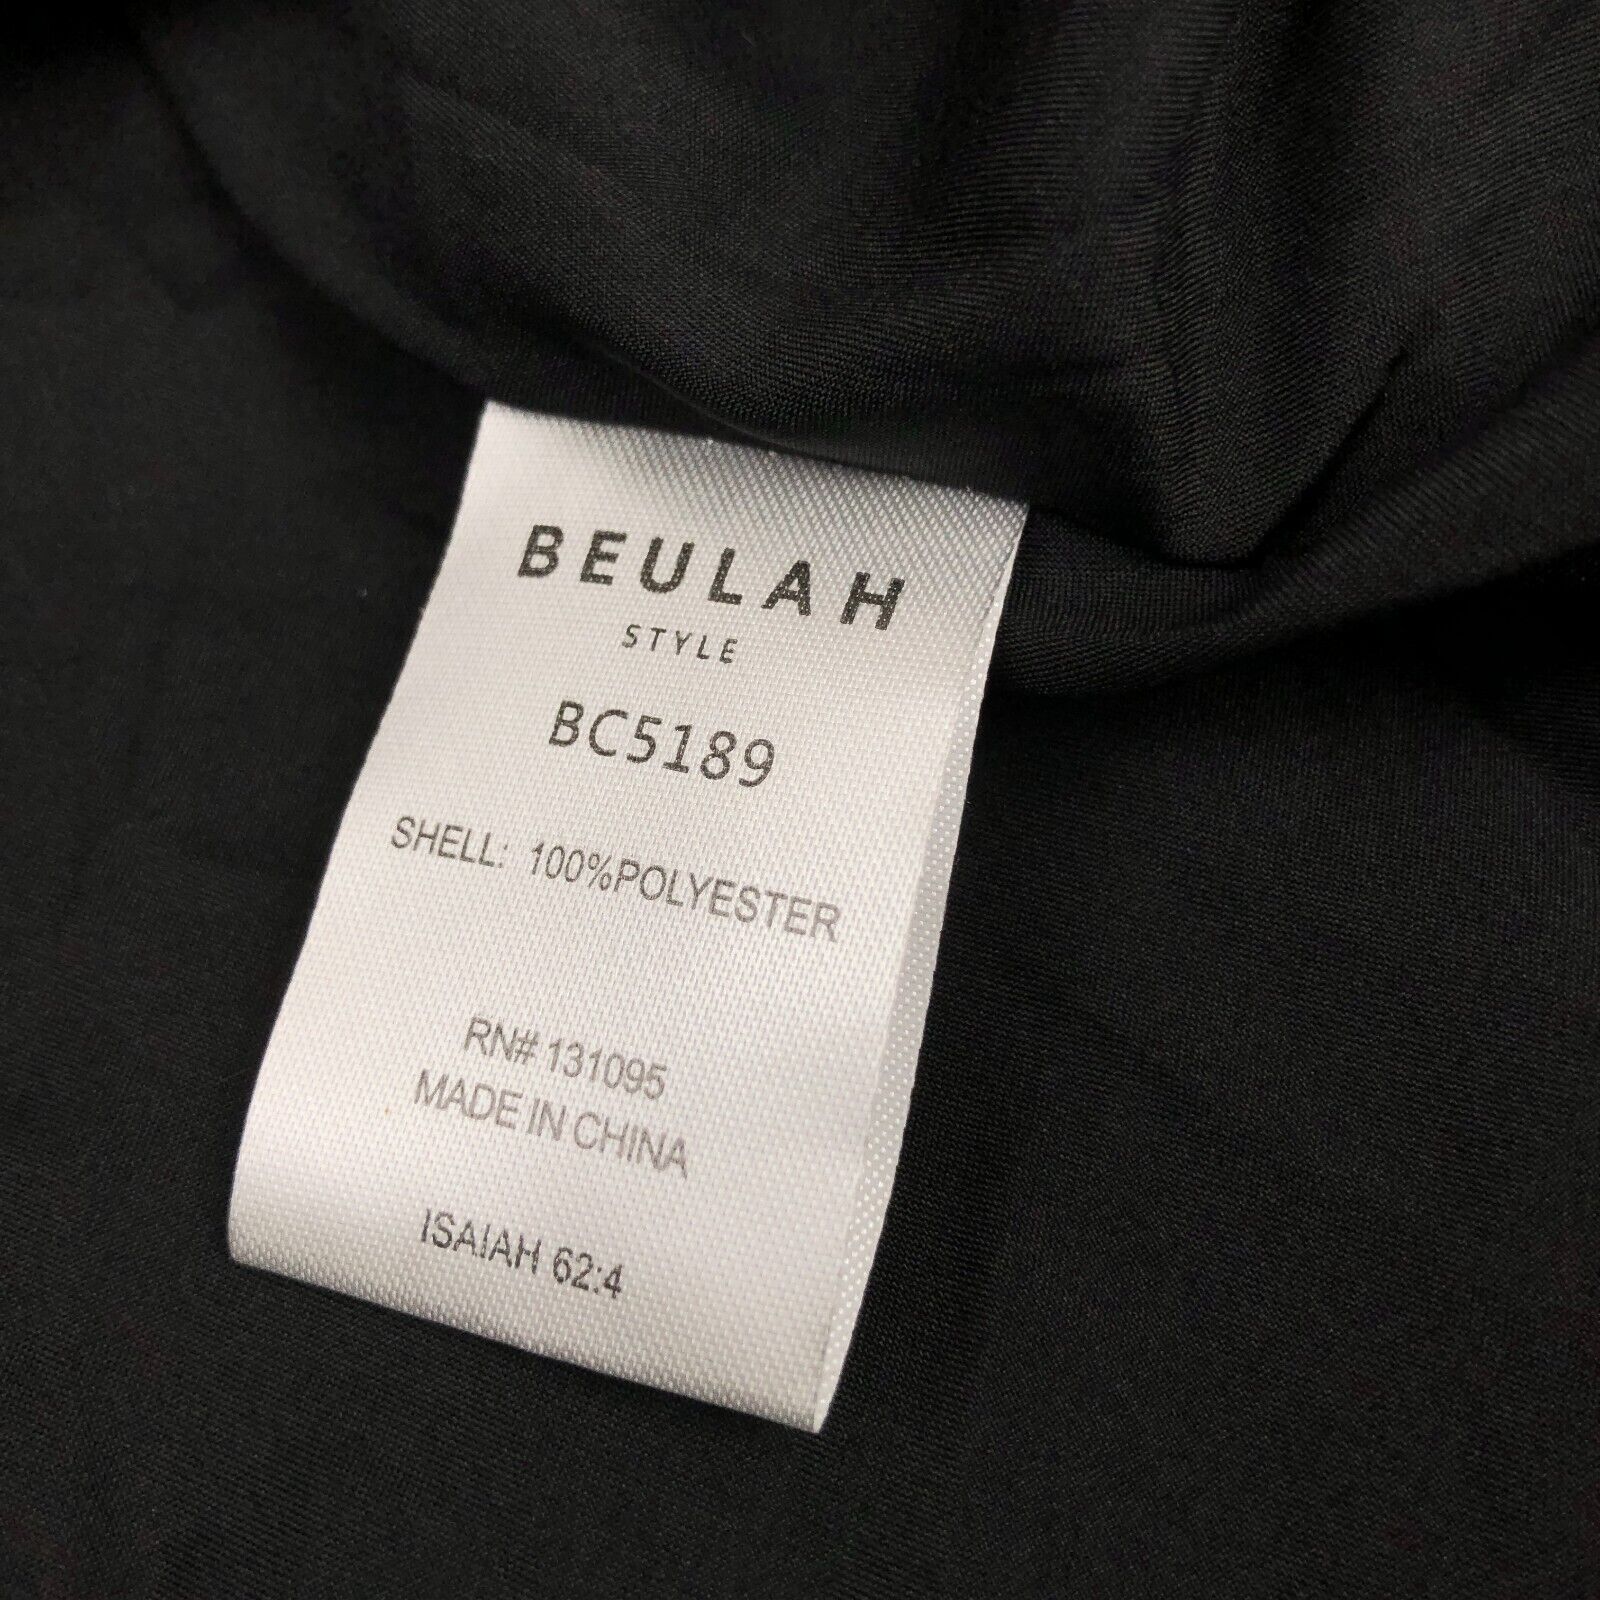 BEULAH
STYLE
BC5189
SHELL: 100%POLYESTER
RN# 131095
MADE IN CHINA
ISAIAH 62:4